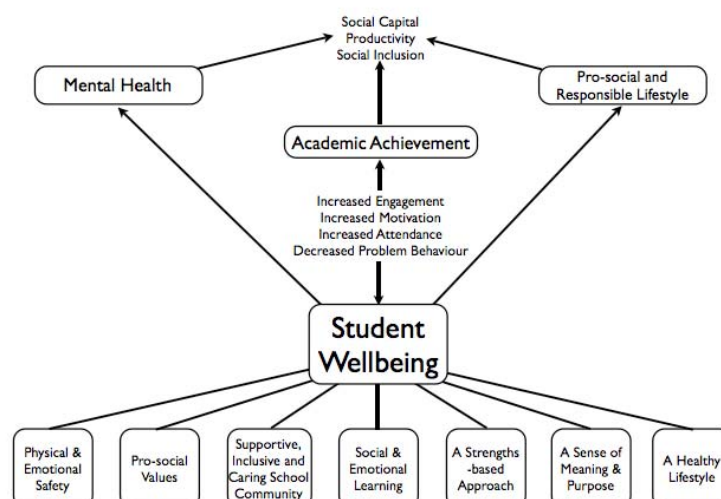 Social Capital
Productivity
Social Inclusion
Mental Health
Pro-social and
Responsible Lifestyle
Academic Achievement
Increased Engagement
Increased Motivation
Increased Attendance
Decreased Problem Behaviour
Student
Wellbeing
Physical &
Emotional
Safety
Pro-social
Values
Supportive,
Inclusive and
Caring School
Community
Social &
Emotional
Learning
A Strengths
-based
Approach
A Sense of
Meaning &
Purpose
A Healthy
Lifestyle